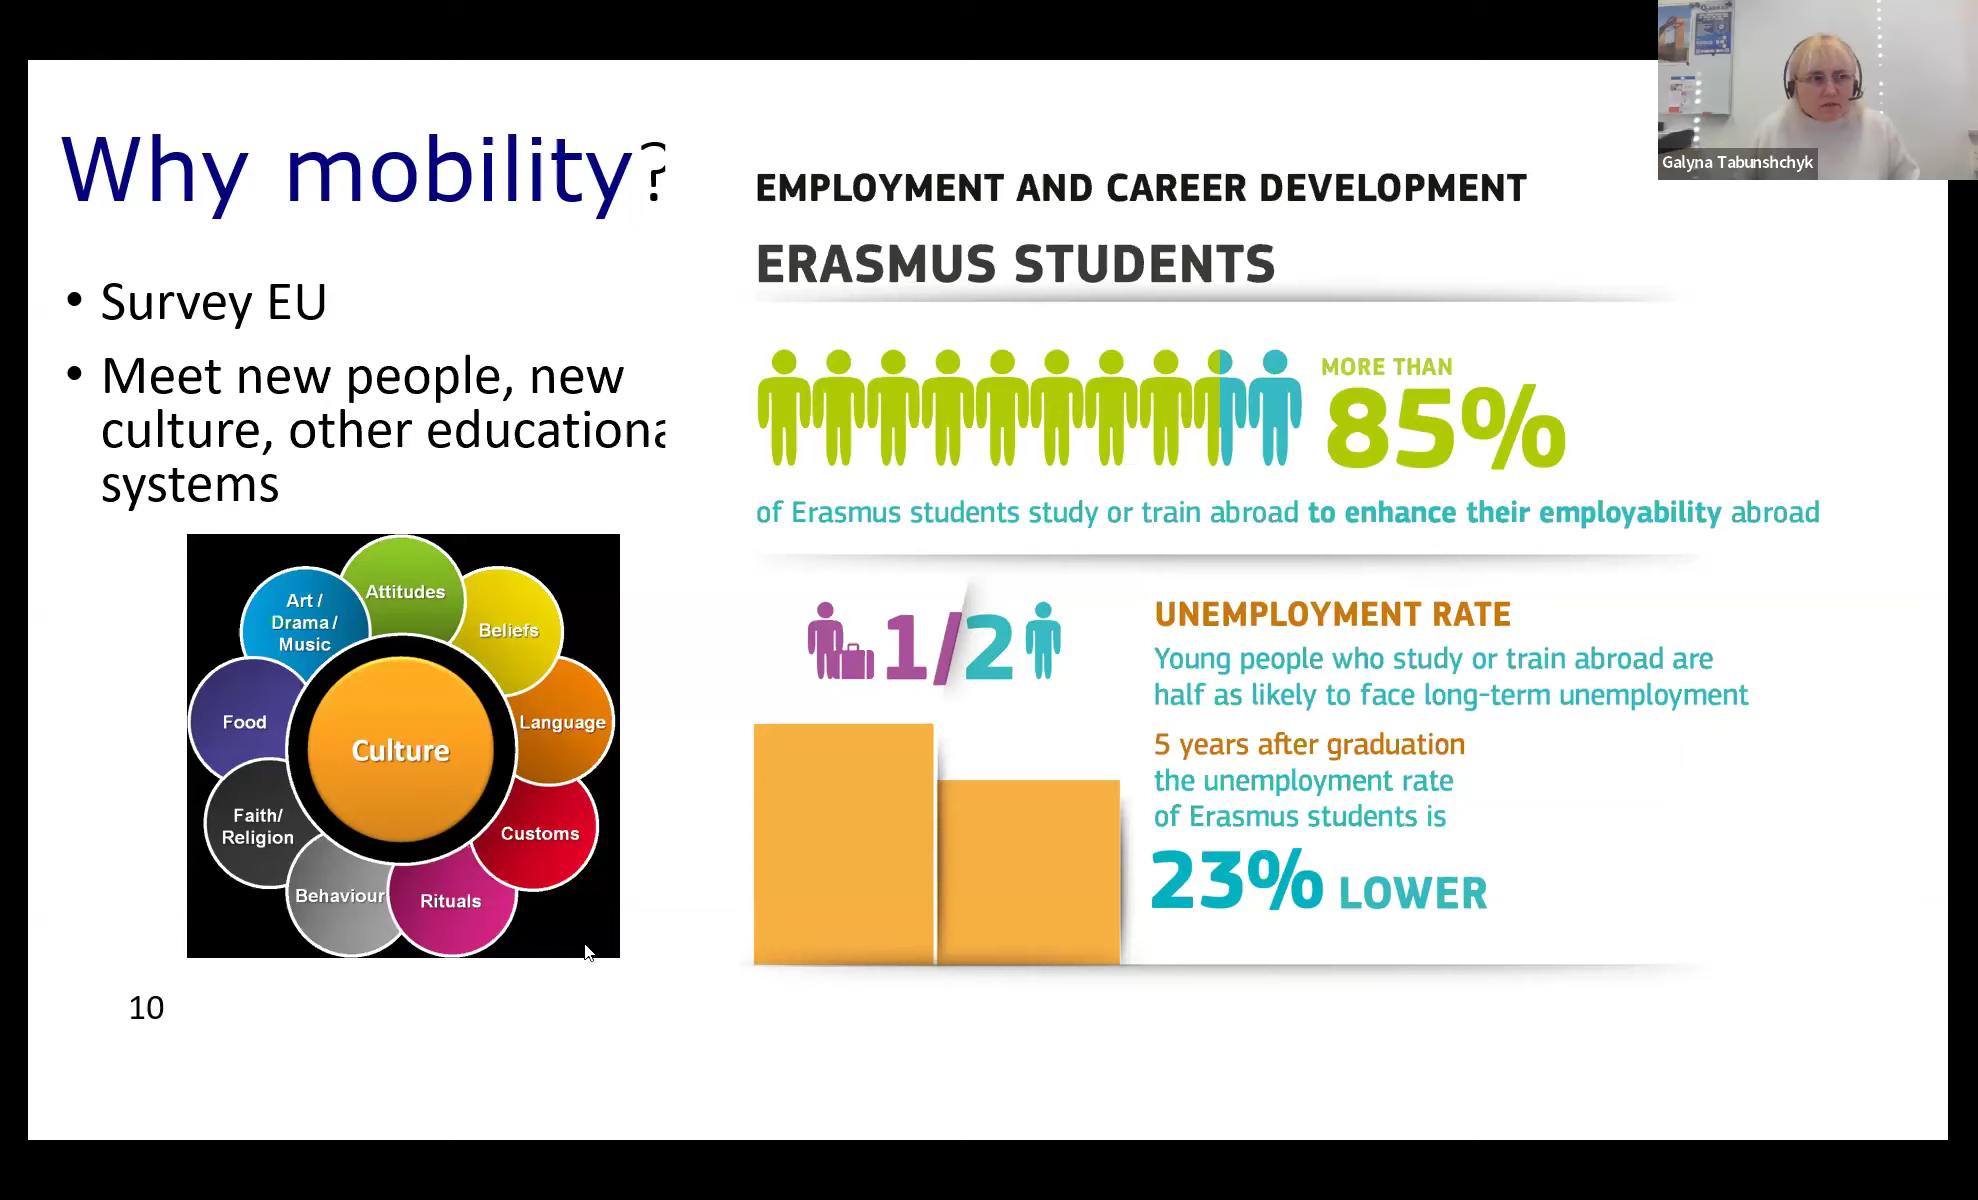 Why mobility?
• Survey EU
• Meet new people, new
culture, other educationa
systems
Attitudes
Beliefs
Language
Customs
Rituals
Behaviour
Faith/
Religion
Food
Art /
Drama /
Music
Culture
10
EMPLOYMENT AND CAREER DEVELOPMENT
ERASMUS STUDENTS
MORE THAN
85%
of Erasmus students study or train abroad to enhance their employability abroad
1/2
UNEMPLOYMENT RATE
Young people who study or train abroad are
half as likely to face long-term unemployment
5 years after graduation
the unemployment rate
of Erasmus students is
23% LOWER
Galyna Tabunshchyk